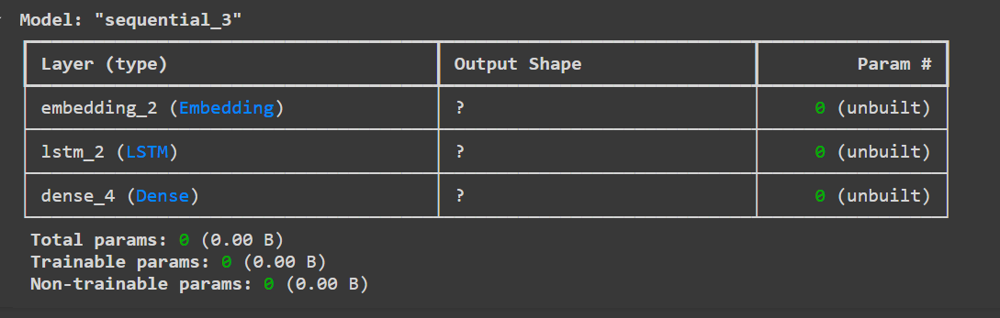 Model: "sequential_3"
Layer (type) Output Shape Param #
embedding_2 (Embedding) ? 0 (unbuilt)
lstm_2 (LSTM) ? 0 (unbuilt)
dense_4 (Dense) ? 0 (unbuilt)
Total params: 0 (0.00 B)
Trainable params: 0 (0.00 B)
Non-trainable params: 0 (0.00 B)